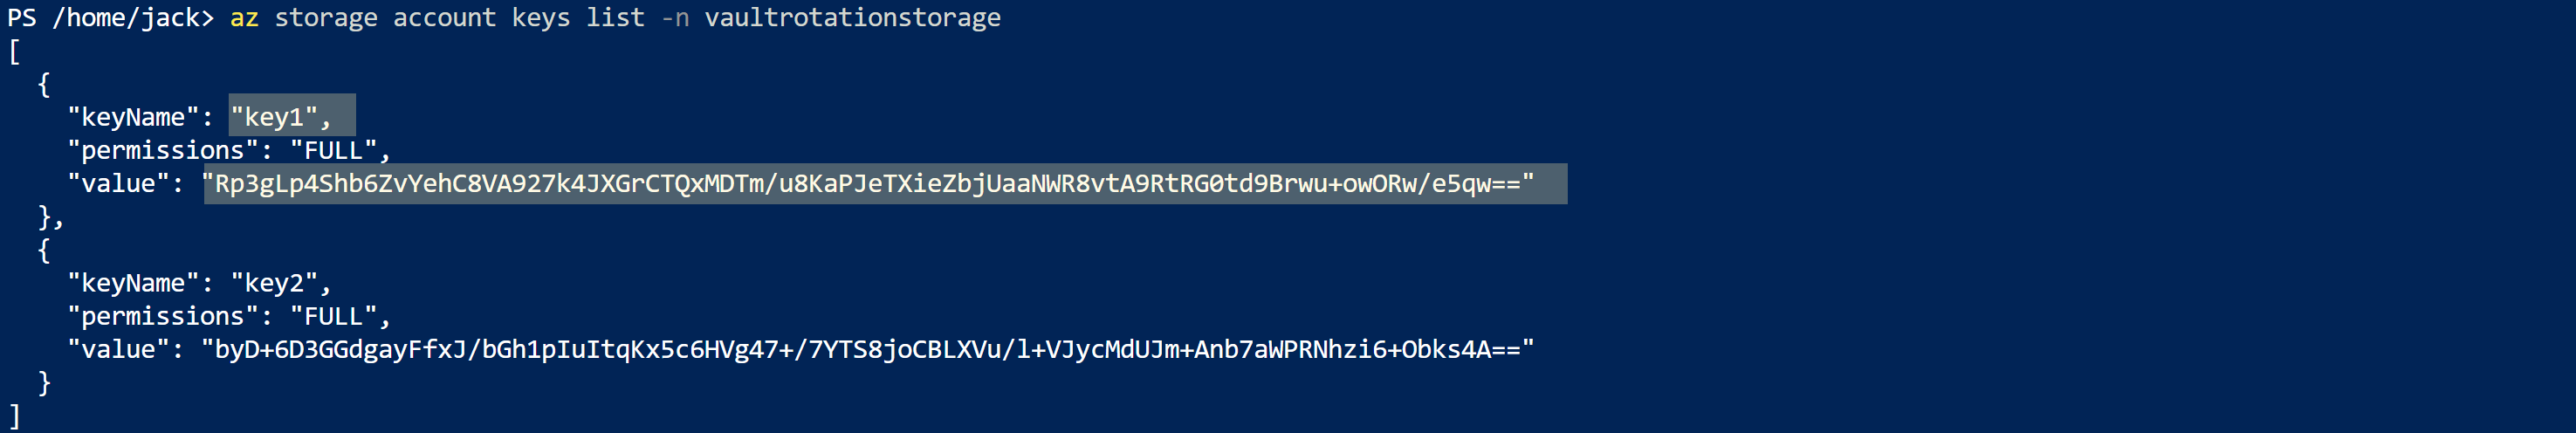 PS /home/jack> az storage account keys list -n vaultrotationstorage
[
  {
    "keyName": "key1",
    "permissions": "FULL",
    "value": "Rp3gLp4Shb6ZvYehC8VA927k4JXGrCTQxMDTm/u8KaPJeTXieZbjUaaNWR8vtA9RtRG0td9Brwu+owORw/e5qw=="
  },
  {
    "keyName": "key2",
    "permissions": "FULL",
    "value": "byD+6D3GGdgayFfxJ/bGh1pIuItqKx5c6HVg47+/7YTS8joCBLXVu/l+VJycMdUJm+Anb7aWPRNhzi6+Obks4A=="
  }
]